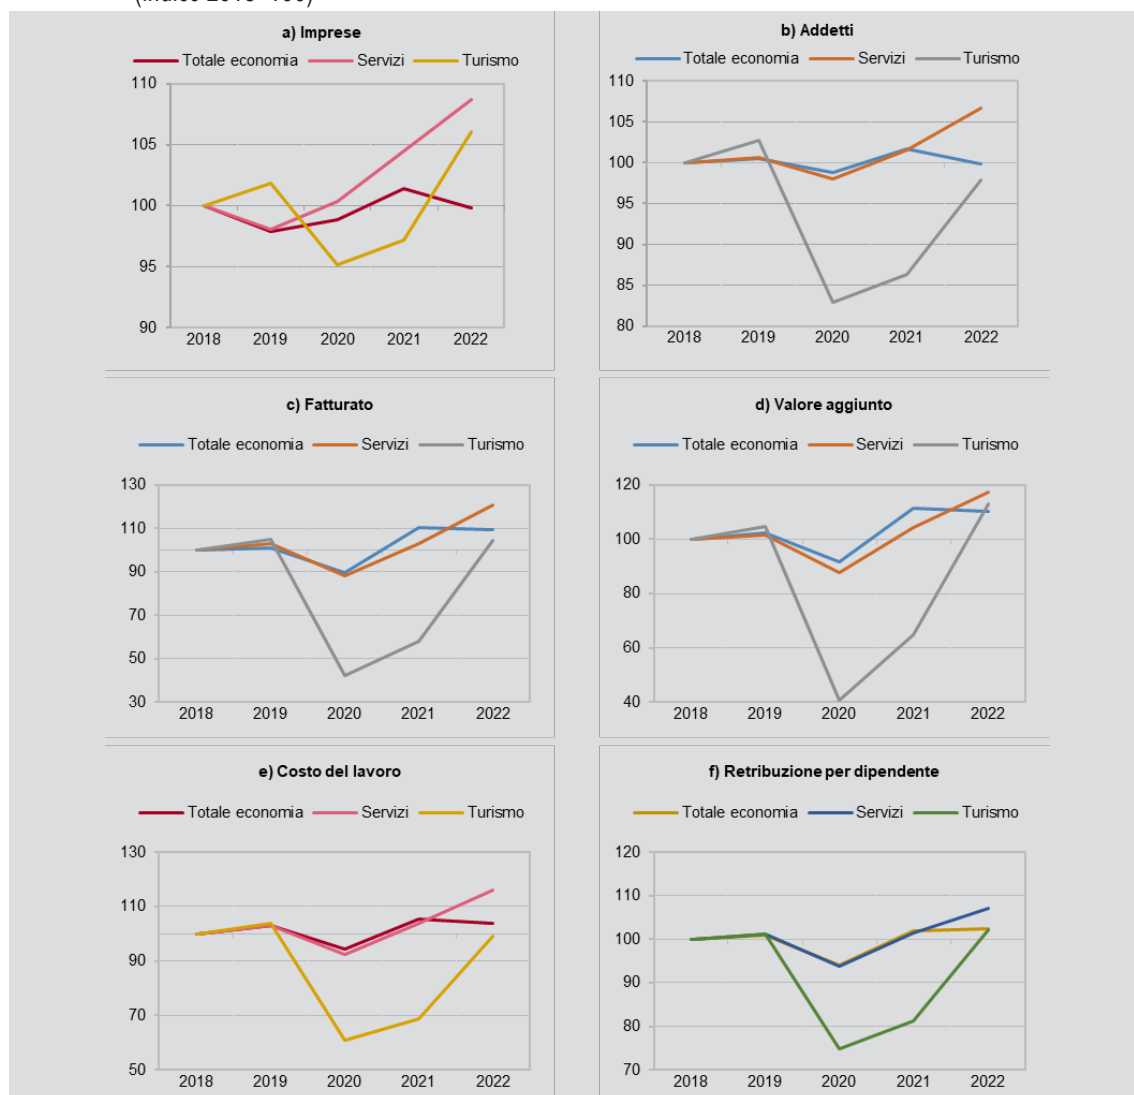 a) Imprese
Totale economia Servizi Turismo
110
105
100
95
90
2018 2019 2020 2021 2022
b) Addetti
Totale economia Servizi Turismo
110
105
100
95
90
85
80
2018 2019 2020 2021 2022
c) Fatturato
Totale economia Servizi Turismo
130
110
90
70
50
30
2018 2019 2020 2021 2022
d) Valore aggiunto
Totale economia Servizi Turismo
120
100
80
60
40
2018 2019 2020 2021 2022
e) Costo del lavoro
Totale economia Servizi Turismo
130
110
90
70
50
2018 2019 2020 2021 2022
f) Retribuzione per dipendente
Totale economia Servizi Turismo
120
110
100
90
80
70
2018 2019 2020 2021 2022